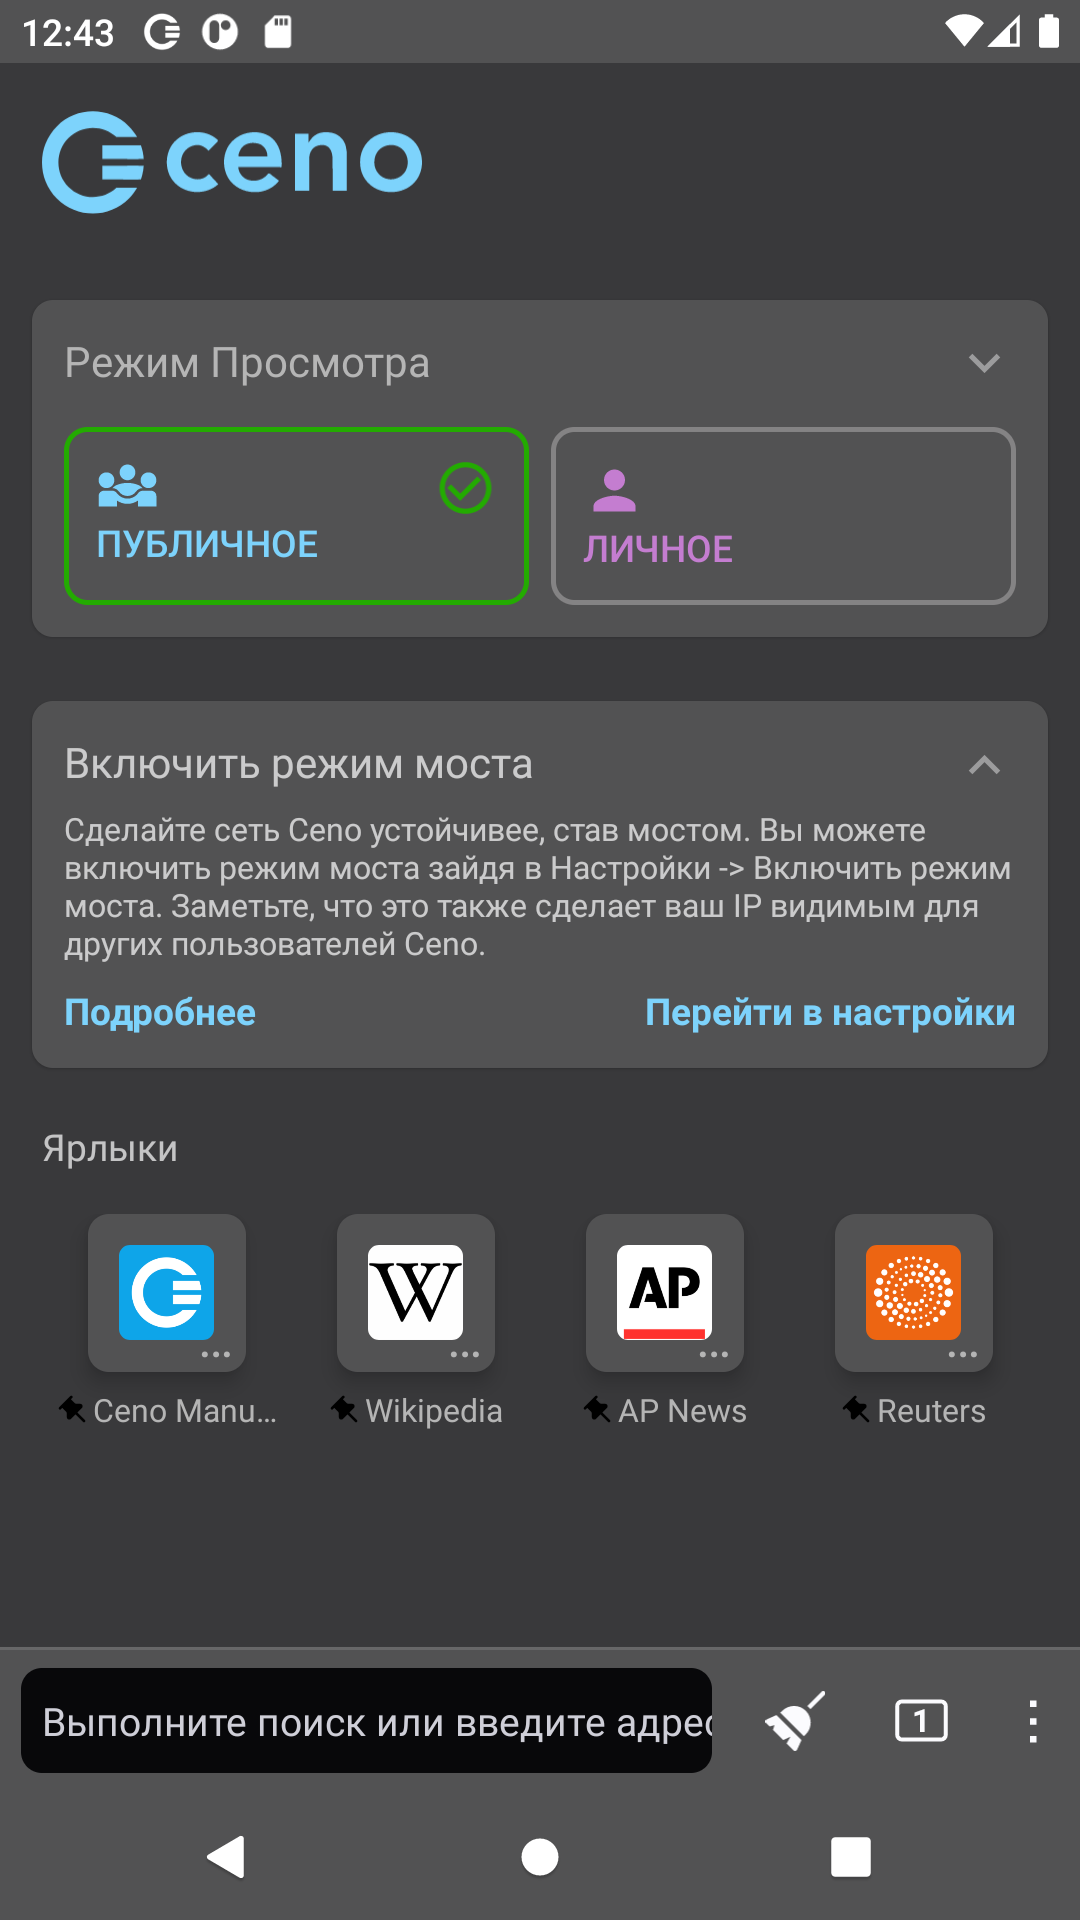 12:43
ceno
Режим Просмотра
ПУБЛИЧНОЕ
ЛИЧНОЕ
Включить режим моста
Сделайте сеть Ceno устойчивее, став мостом. Вы можете
включить режим моста зайдя в Настройки -> Включить режим
моста. Заметьте, что это также сделает ваш IP видимым для
других пользователей Ceno.
Подробнее
Перейти в настройки
Ярлыки
W
AP
Ceno Manu...
Wikipedia
AP News
Reuters
Выполните поиск или введите адрес
1